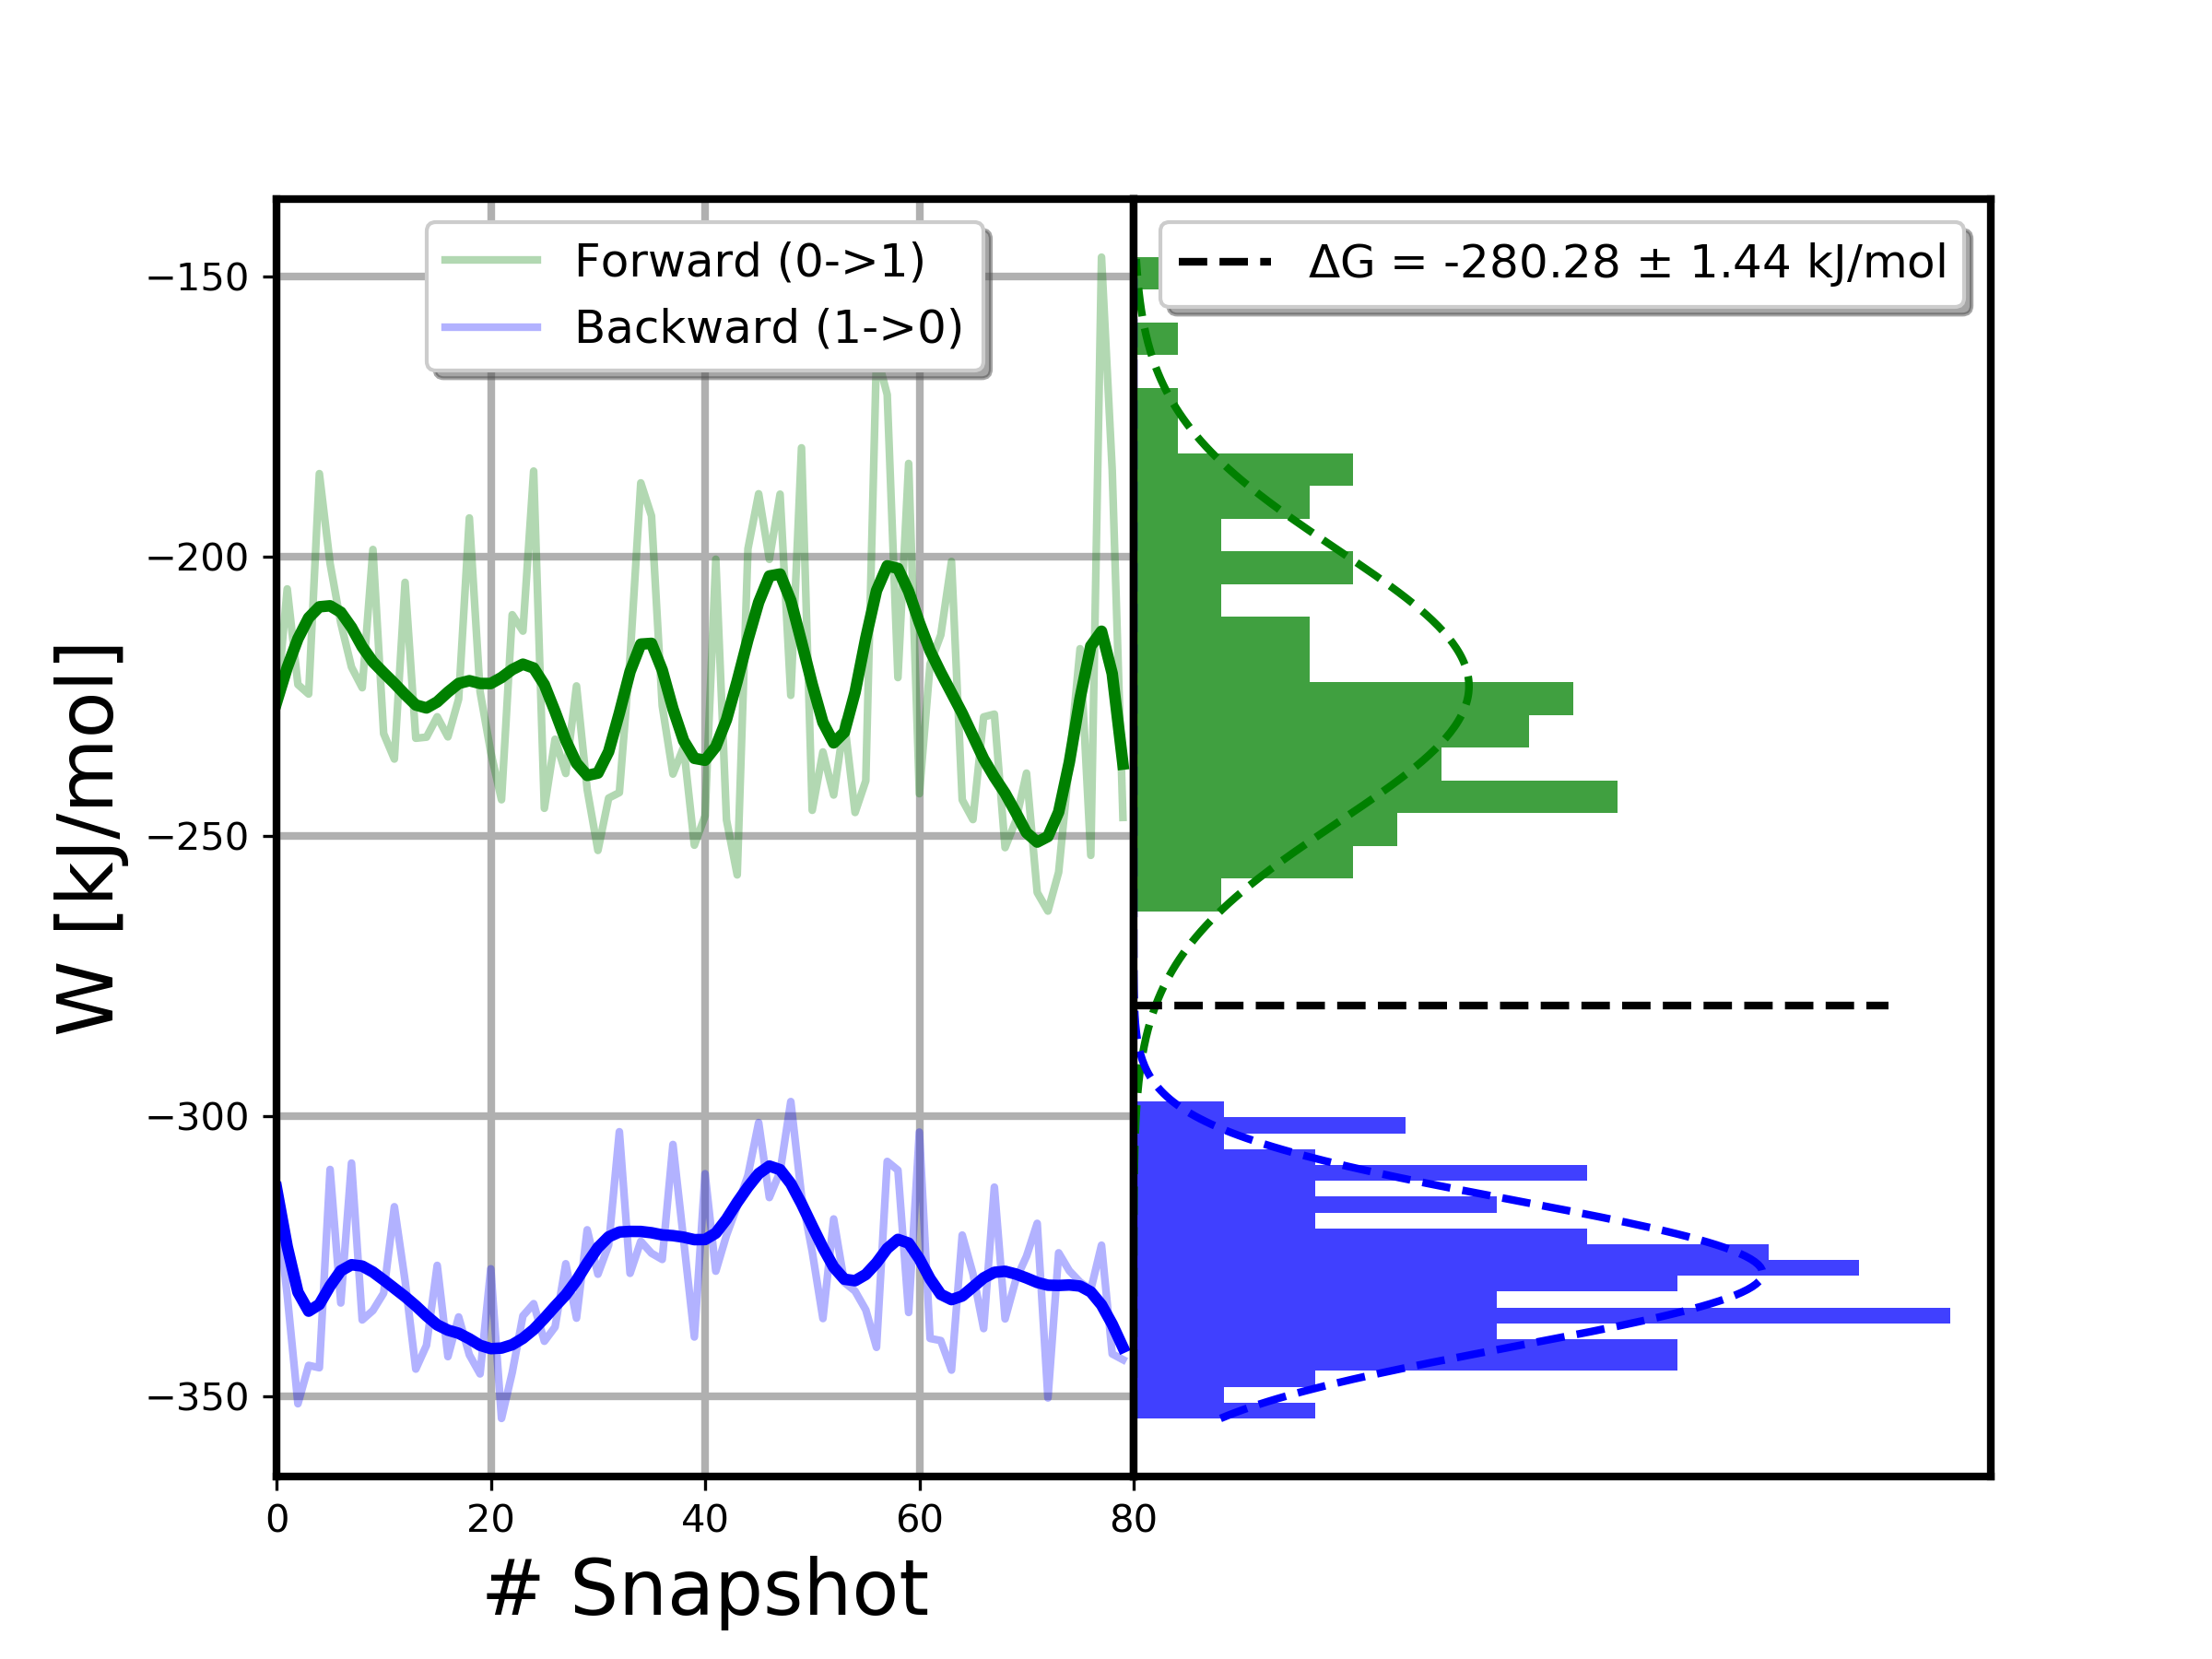 Forward (0->1)
Backward (1->0)
ΔG = -280.28 ± 1.44 kJ/mol
W [kJ/mol]
−150
−200
−250
−300
−350
0
20
40
60
80
# Snapshot